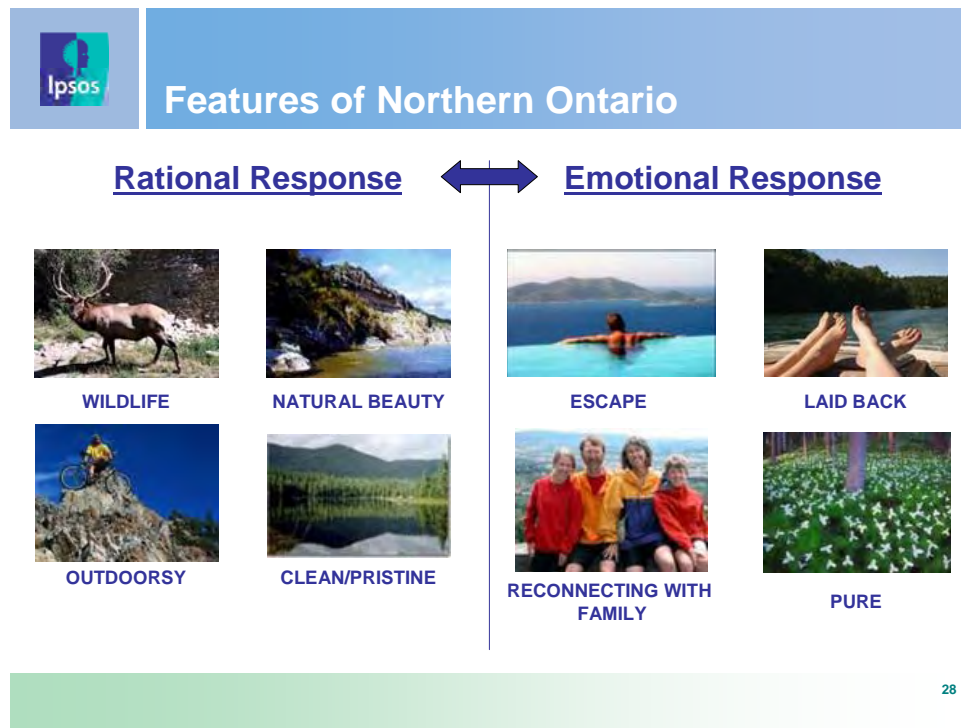 Ipsos
Features of Northern Ontario
Rational Response
Emotional Response
WILDLIFE
NATURAL BEAUTY
ESCAPE
LAID BACK
OUTDOORSY
CLEAN/PRISTINE
RECONNECTING WITH
FAMILY
PURE
28